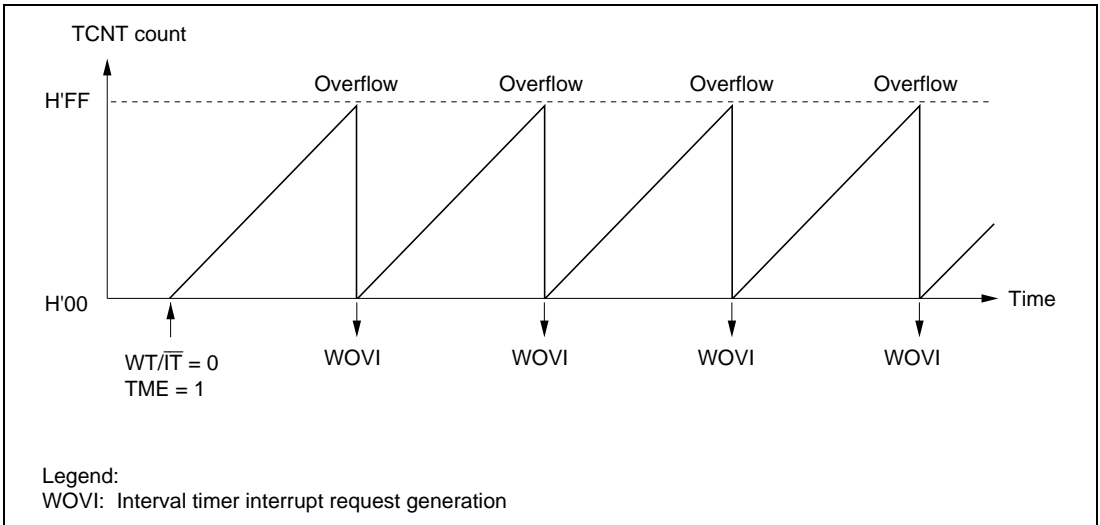 TCNT count
Overflow Overflow Overflow Overflow
H'FF
H'00
Time
WT/I̅T̅ = 0
TME = 1
WOVI WOVI WOVI WOVI
Legend:
WOVI: Interval timer interrupt request generation